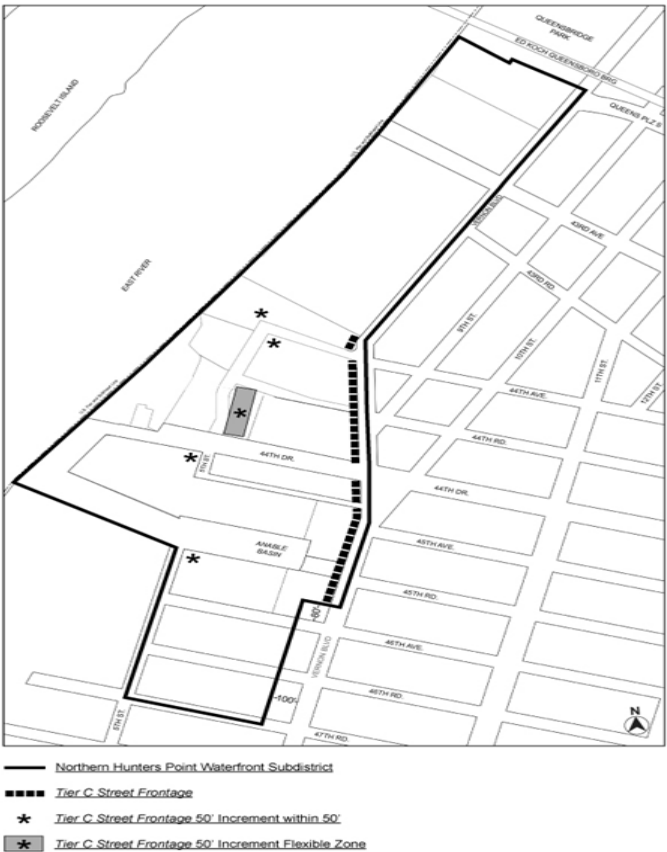 QUEENSBRIDGE
PARK
ED KOCH QUEENSBORO BRG
QUEENS PLZ S
ROOSEVELT ISLAND
VERNON BLVD
43RD AVE
EAST RIVER
43RD RD.
9TH ST.
10TH ST.
11TH ST.
12TH ST.
44TH AVE.
44TH RD.
44TH DR.
5TH ST.
44TH DR.
ANABLE
BASIN
45TH AVE.
45TH RD.
-80'-
46TH AVE.
VERNON BLVD
46TH RD.
-100'-
5TH ST.
47TH RD.
N
Northern Hunters Point Waterfront Subdistrict
Tier C Street Frontage
* Tier C Street Frontage 50' Increment within 50'
* Tier C Street Frontage 50' Increment Flexible Zone